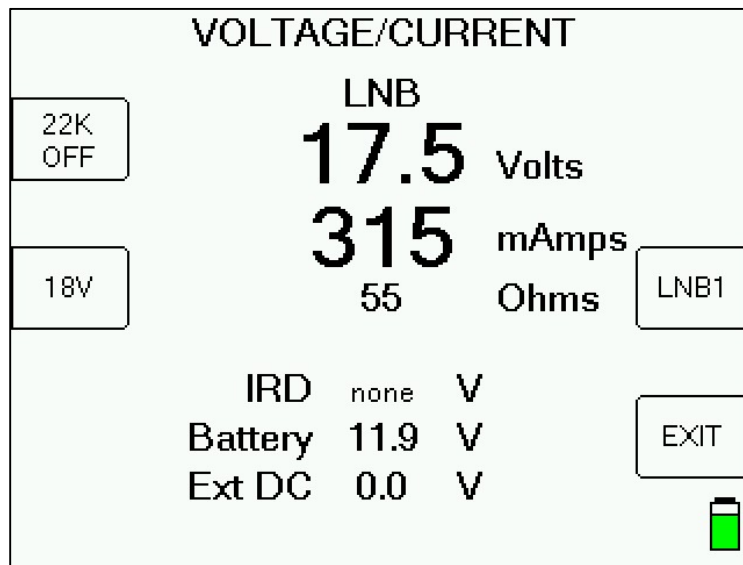 VOLTAGE/CURRENT
LNB
22K
OFF
17.5 Volts
315 mAmps
18V
55 Ohms
LNB1
IRD none V
Battery 11.9 V
EXIT
Ext DC 0.0 V